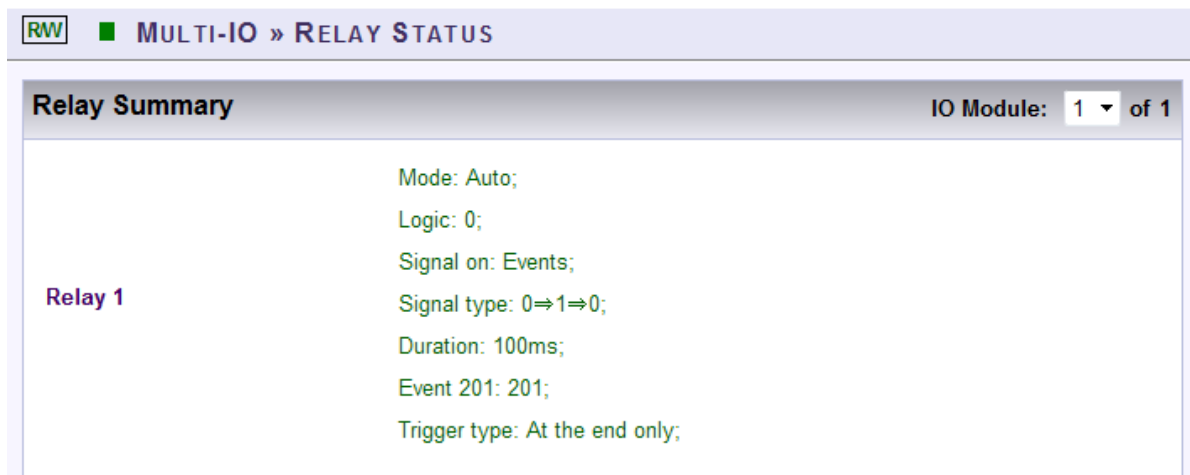 R/W MULTI-IO » RELAY STATUS
Relay Summary IO Module: 1 of 1
Mode: Auto;
Logic: 0;
Signal on: Events;
Relay 1
Signal type: 0⇒1⇒0;
Duration: 100ms;
Event 201: 201;
Trigger type: At the end only;